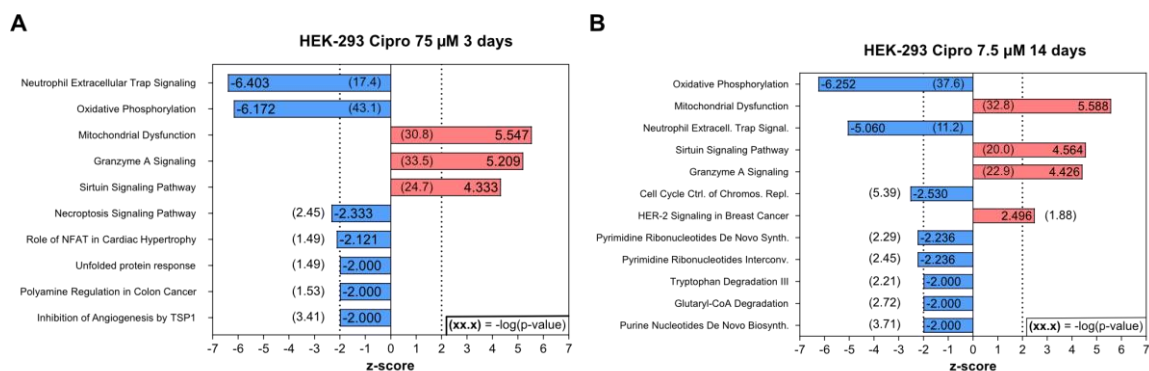 A
HEK-293 Cipro 75 µM 3 days
Neutrophil Extracellular Trap Signaling -6.403 (17.4)
Oxidative Phosphorylation -6.172 (43.1)
Mitochondrial Dysfunction (30.8) 5.547
Granzyme A Signaling (33.5) 5.209
Sirtuin Signaling Pathway (24.7) 4.333
Necroptosis Signaling Pathway (2.45) -2.333
Role of NFAT in Cardiac Hypertrophy (1.49) -2.121
Unfolded protein response (1.49) -2.000
Polyamine Regulation in Colon Cancer (1.53) -2.000
Inhibition of Angiogenesis by TSP1 (3.41) -2.000
(xx.x) = -log(p-value)
-7 -6 -5 -4 -3 -2 -1 0 1 2 3 4 5 6 7
z-score
B
HEK-293 Cipro 7.5 µM 14 days
Oxidative Phosphorylation -6.252 (37.6)
Mitochondrial Dysfunction (32.8) 5.588
Neutrophil Extracell. Trap Signal. -5.060 (11.2)
Sirtuin Signaling Pathway (20.0) 4.564
Granzyme A Signaling (22.9) 4.426
Cell Cycle Ctrl. of Chromos. Repl. (5.39) -2.530
HER-2 Signaling in Breast Cancer 2.496 (1.88)
Pyrimidine Ribonucleotides De Novo Synth. (2.29) -2.236
Pyrimidine Ribonucleotides Interconv. (2.45) -2.236
Tryptophan Degradation III (2.21) -2.000
Glutaryl-CoA Degradation (2.72) -2.000
Purine Nucleotides De Novo Biosynth. (3.71) -2.000
(xx.x) = -log(p-value)
-7 -6 -5 -4 -3 -2 -1 0 1 2 3 4 5 6 7
z-score